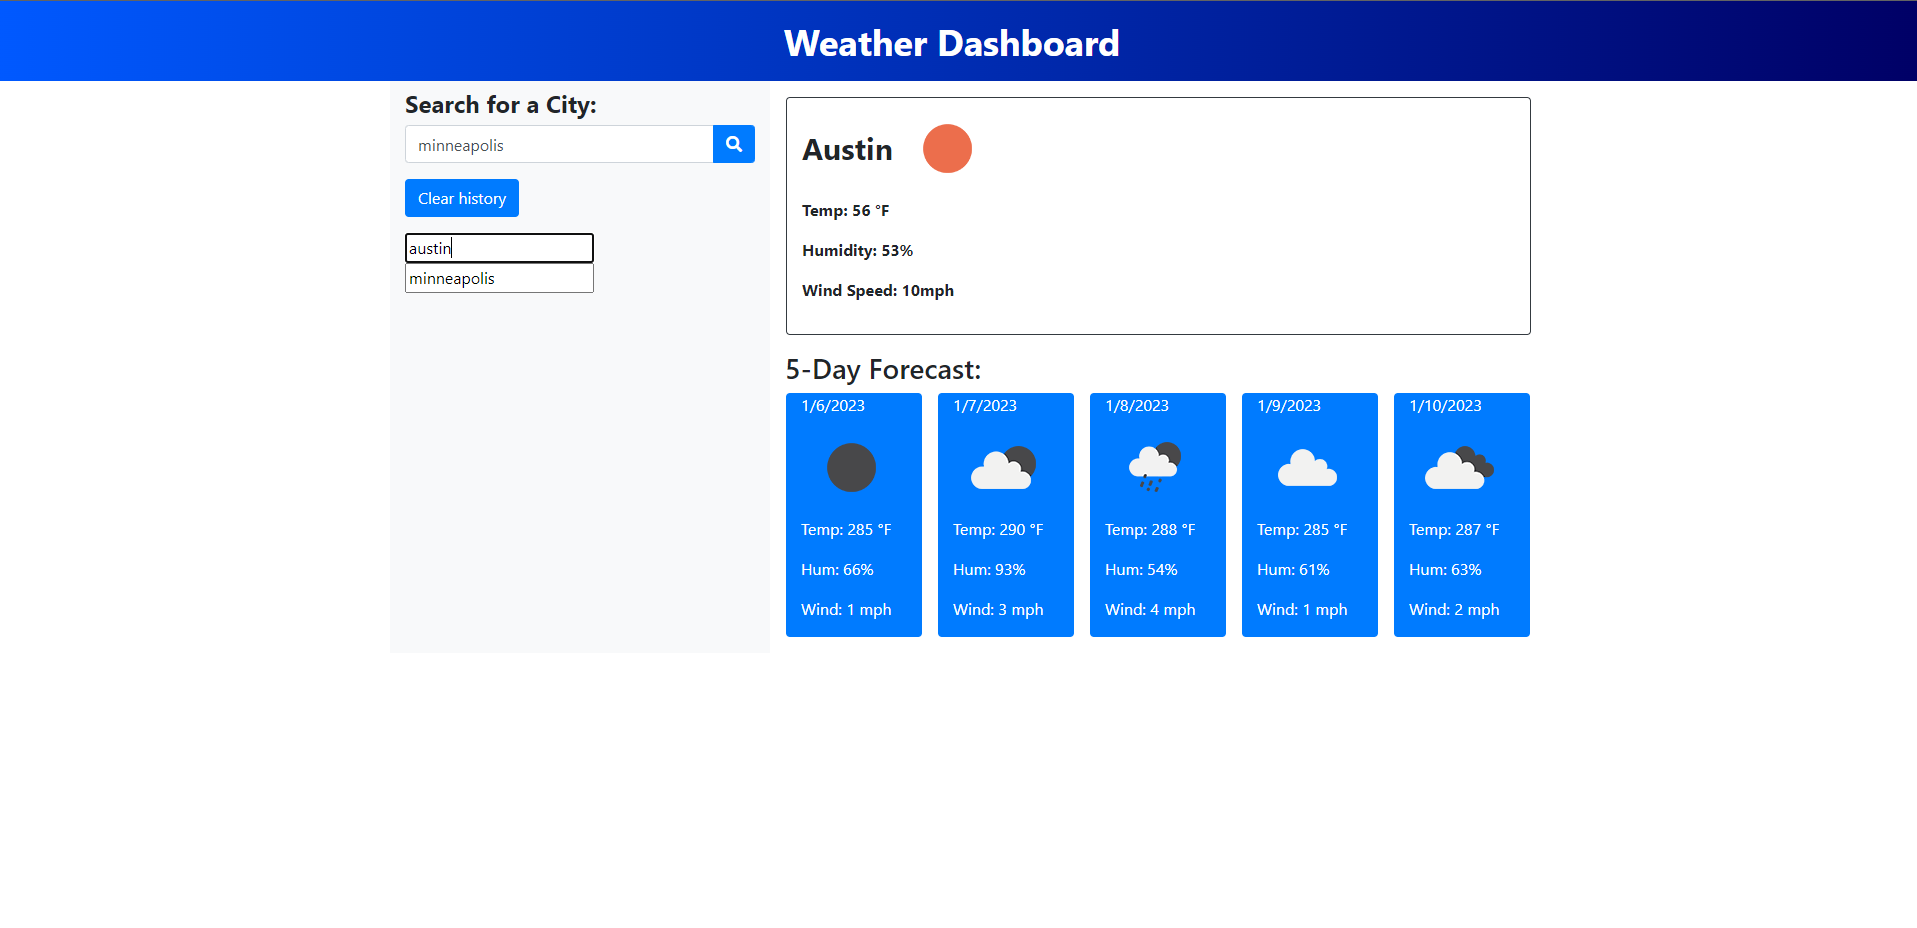 Weather Dashboard
Search for a City:
minneapolis
Clear history
austin
minneapolis
Austin
Temp: 56 °F
Humidity: 53%
Wind Speed: 10mph
5-Day Forecast:
1/6/2023
Temp: 285 °F
Hum: 66%
Wind: 1 mph
1/7/2023
Temp: 290 °F
Hum: 93%
Wind: 3 mph
1/8/2023
Temp: 288 °F
Hum: 54%
Wind: 4 mph
1/9/2023
Temp: 285 °F
Hum: 61%
Wind: 1 mph
1/10/2023
Temp: 287 °F
Hum: 63%
Wind: 2 mph